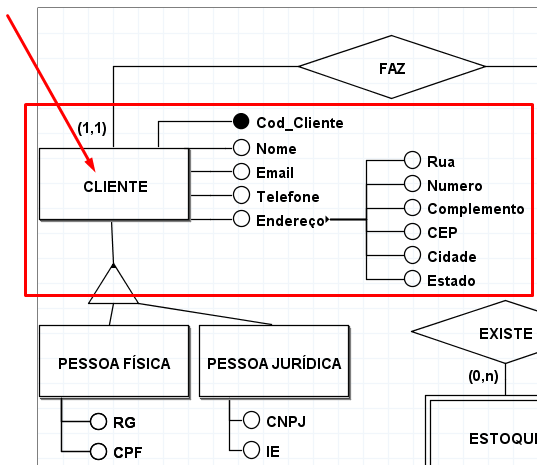 FAZ
(1,1)
CLIENTE
Cod_Cliente
Nome
Email
Telefone
Endereço
Rua
Numero
Complemento
CEP
Cidade
Estado
PESSOA FÍSICA
PESSOA JURÍDICA
RG
CPF
CNPJ
IE
EXISTE
(0,n)
ESTOQU